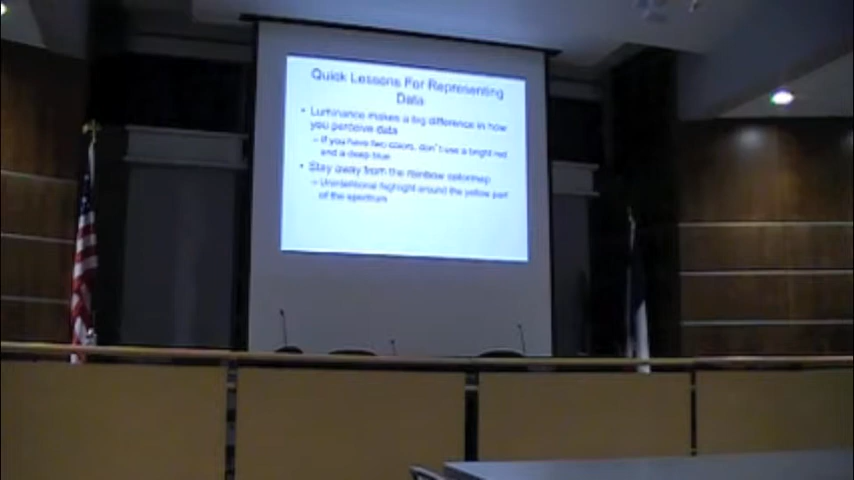 Quick Lessons For Representing
Data
• Luminance makes a big difference in how
you perceive data
– If you have two colors, don't use a bright red
and a deep blue
• Stay away from the rainbow colormap
– Unintentional highlight around the yellow part
of the spectrum